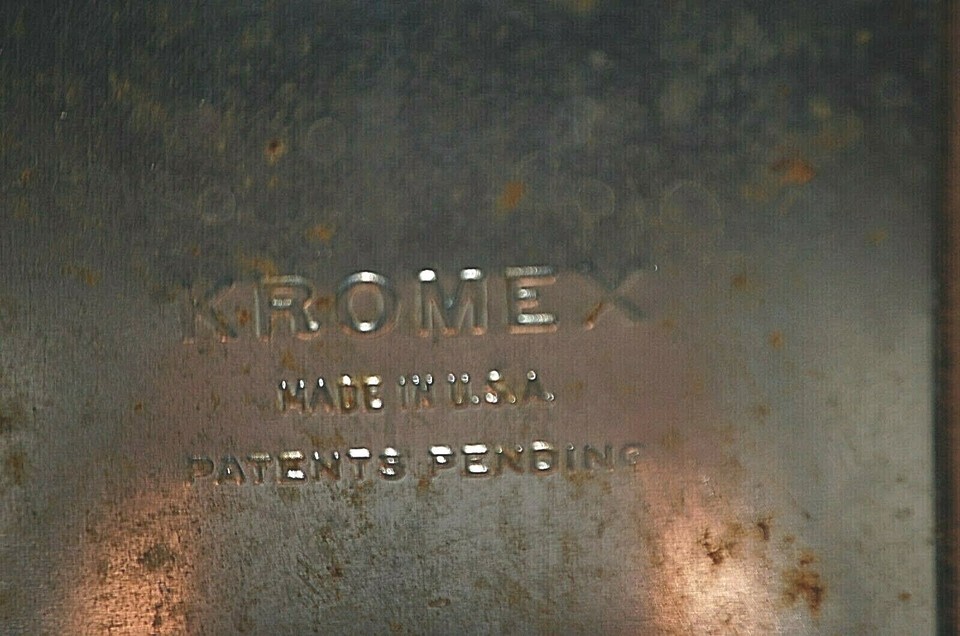 KROMEX
MADE IN U.S.A.
PATENTS PENDING